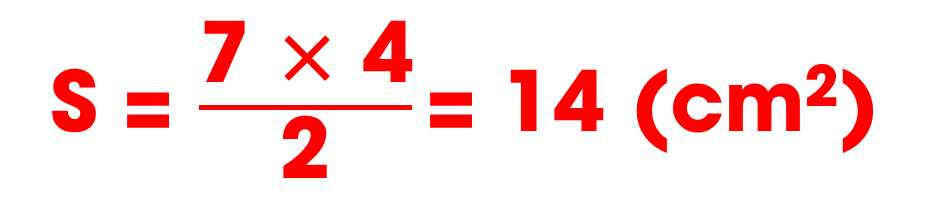 S = 7 × 4 / 2 = 14 (cm²)